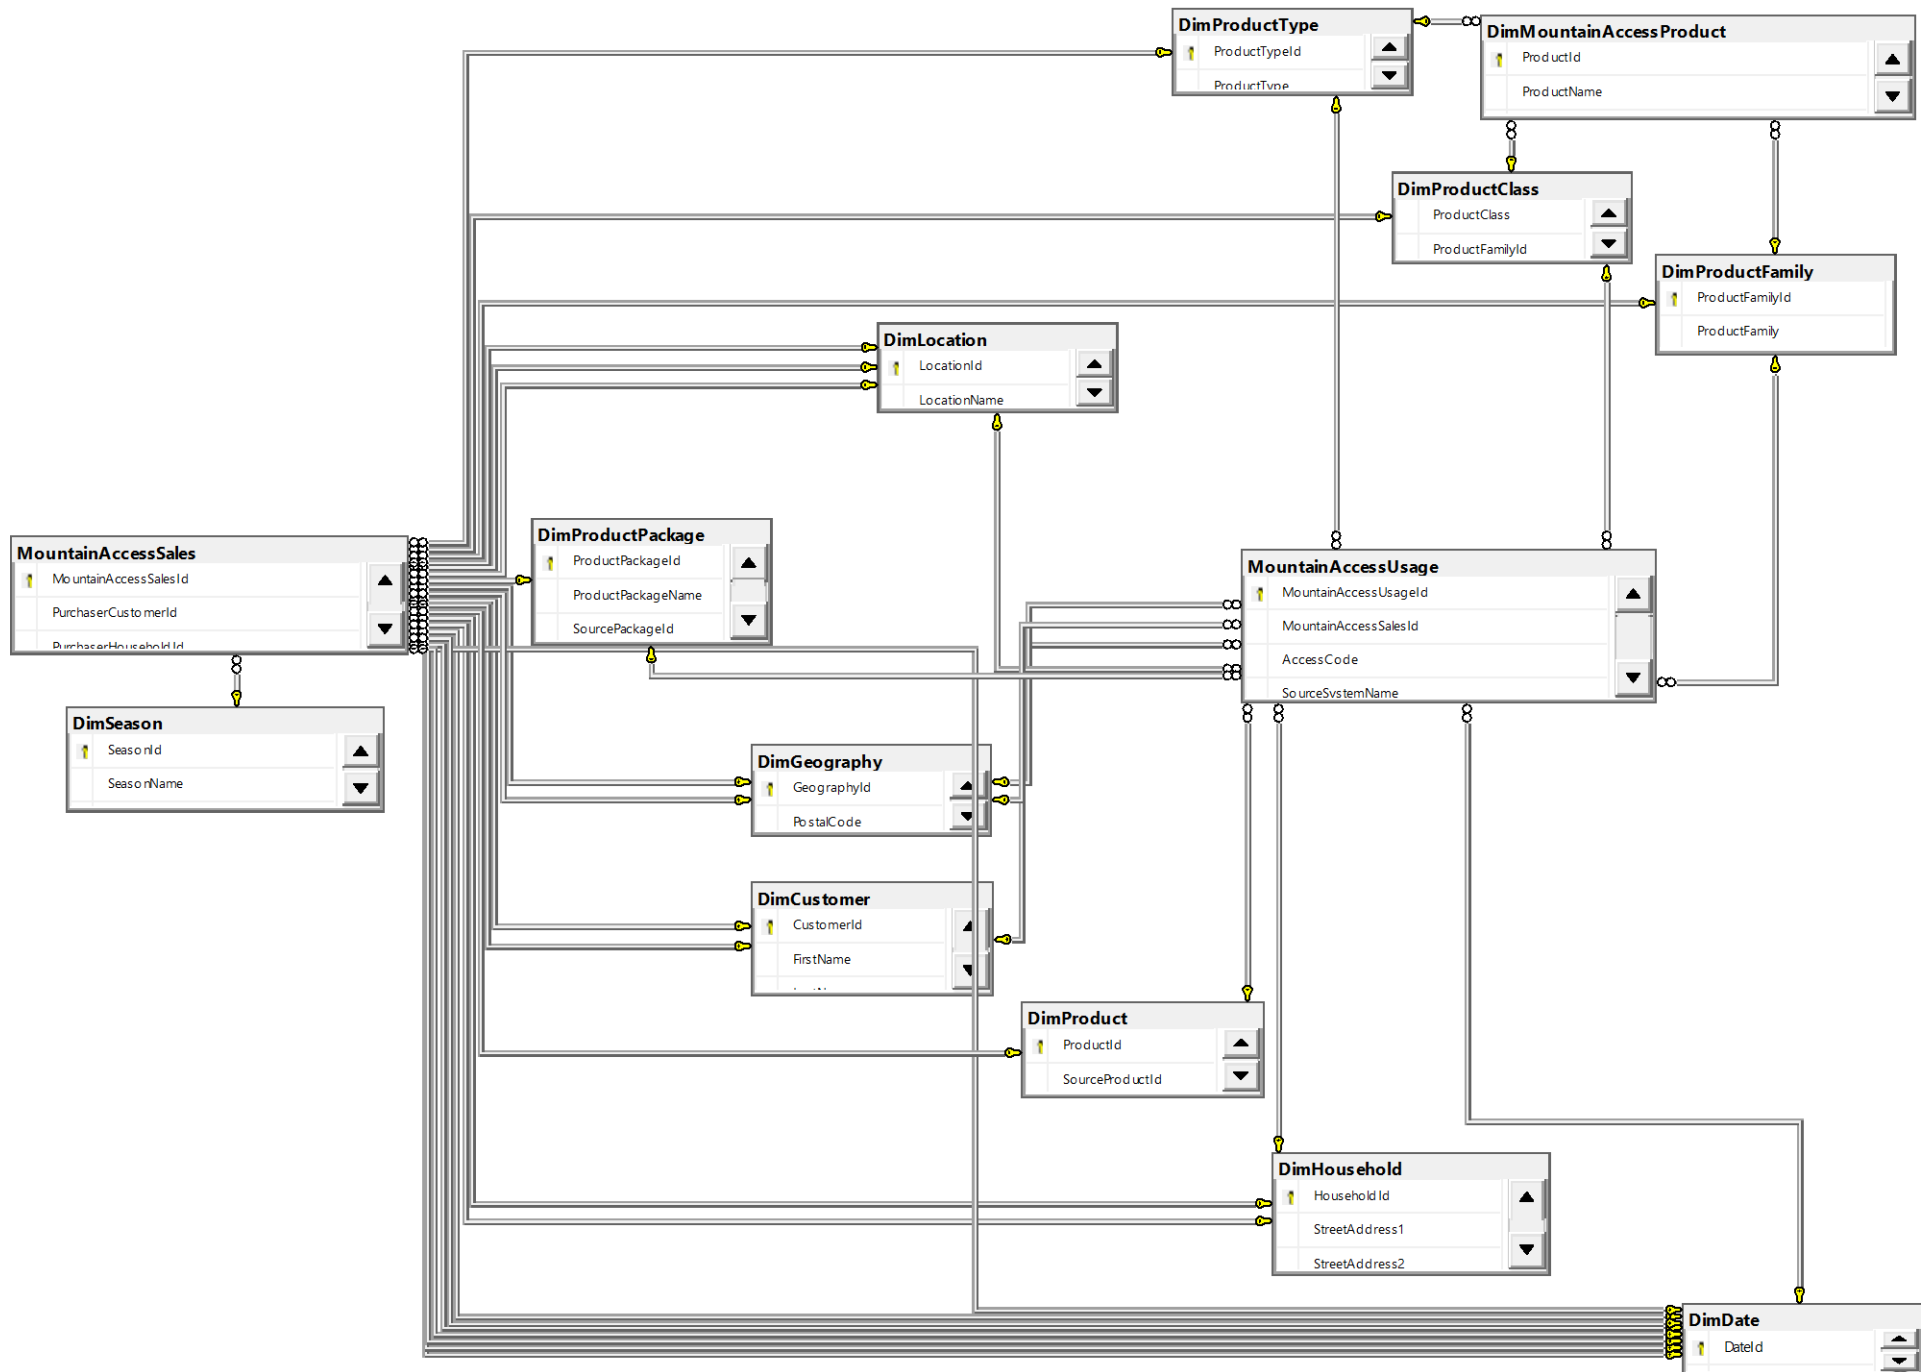 DimProductType
ProductTypeId
ProductType
DimMountainAccessProduct
ProductId
ProductName
DimProductClass
ProductClass
ProductFamilyId
DimProductFamily
ProductFamilyId
ProductFamily
DimLocation
LocationId
LocationName
DimProductPackage
ProductPackageId
ProductPackageName
SourcePackageId
MountainAccessSales
MountainAccessSalesId
PurchaserCustomerId
PurchaserHouseholdId
MountainAccessUsage
MountainAccessUsageId
MountainAccessSalesId
AccessCode
SourceSystemName
DimSeason
SeasonId
SeasonName
DimGeography
GeographyId
PostalCode
DimCustomer
CustomerId
FirstName
DimProduct
ProductId
SourceProductId
DimHousehold
HouseholdId
StreetAddress1
StreetAddress2
DimDate
DateId